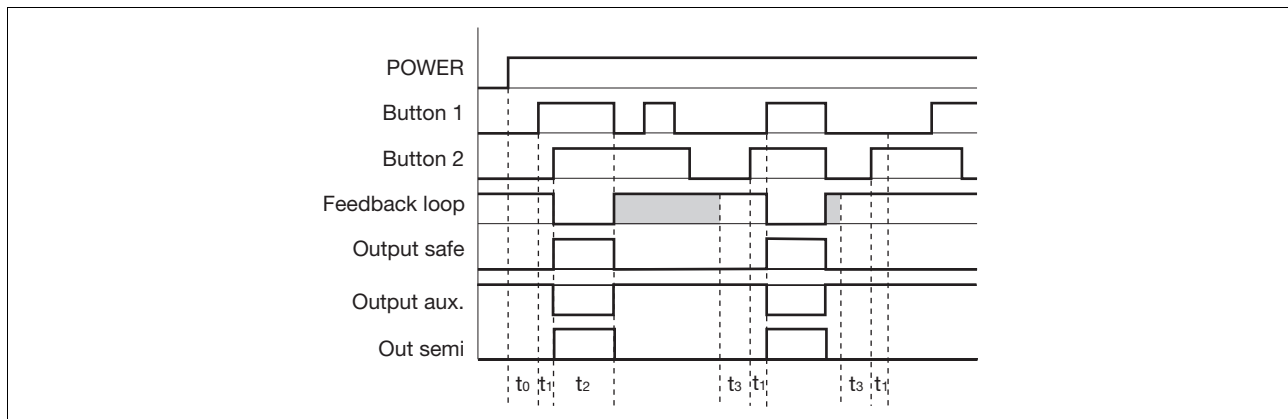 POWER
Button 1
Button 2
Feedback loop
Output safe
Output aux.
Out semi
t0 t1 t2 t3 t1 t3 t1